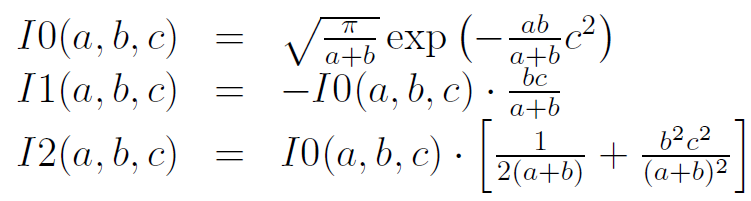 I0(a, b, c) = √(π/(a+b)) exp (−(ab/(a+b))c²)
I1(a, b, c) = −I0(a, b, c) · bc/(a+b)
I2(a, b, c) = I0(a, b, c) · [1/(2(a+b)) + b²c²/(a+b)²]